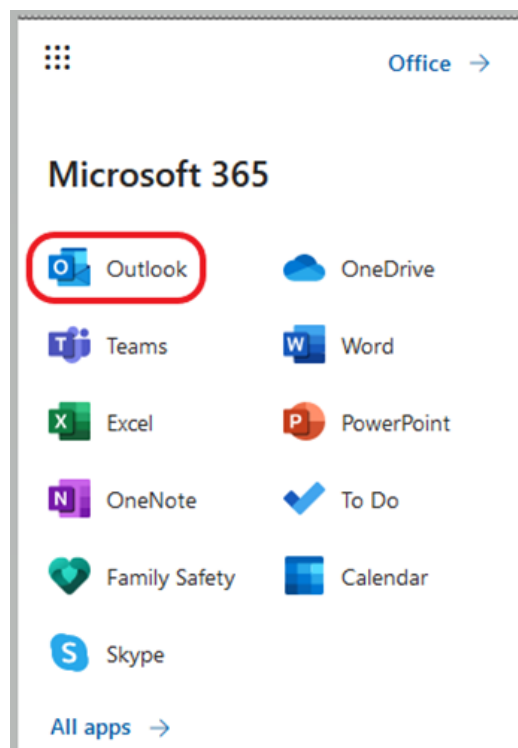 Office →
Microsoft 365
Outlook OneDrive
Teams Word
Excel PowerPoint
OneNote To Do
Family Safety Calendar
Skype
All apps →